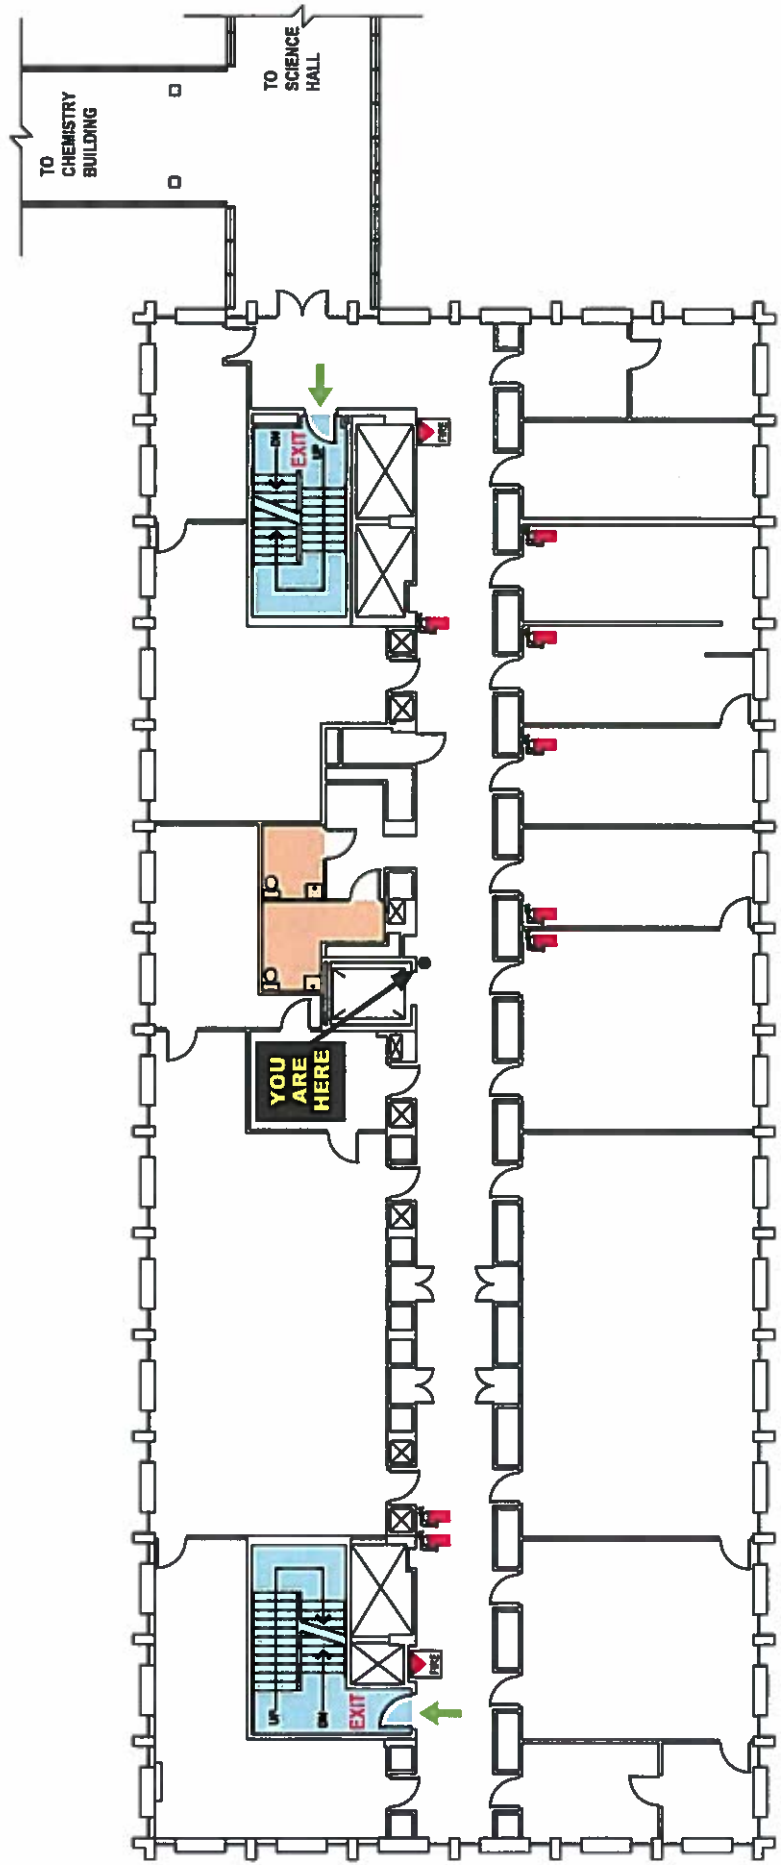 TO
CHEMISTRY
BUILDING
TO
SCIENCE
HALL
DN
EXIT
UP
FIRE
YOU
ARE
HERE
UP
DN
EXIT
FIRE